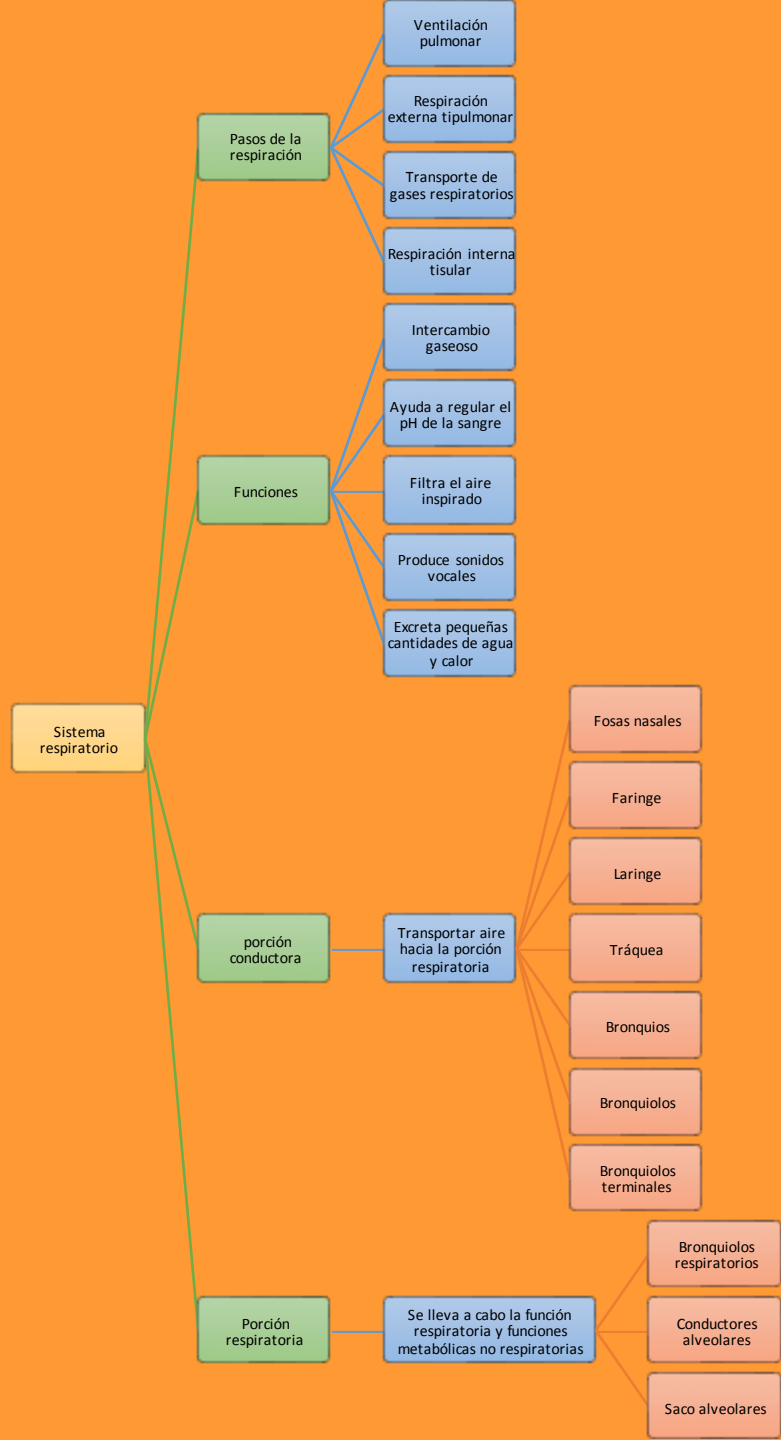 Sistema
respiratorio
Pasos de la
respiración
Ventilación
pulmonar
Respiración
externa tipulmonar
Transporte de
gases respiratorios
Respiración interna
tisular
Funciones
Intercambio
gaseoso
Ayuda a regular el
pH de la sangre
Filtra el aire
inspirado
Produce sonidos
vocales
Excreta pequeñas
cantidades de agua
y calor
porción
conductora
Transportar aire
hacia la porción
respiratoria
Fosas nasales
Faringe
Laringe
Tráquea
Bronquios
Bronquiolos
Bronquiolos
terminales
Porción
respiratoria
Se lleva a cabo la función
respiratoria y funciones
metabólicas no respiratorias
Bronquiolos
respiratorios
Conductores
alveolares
Saco alveolares